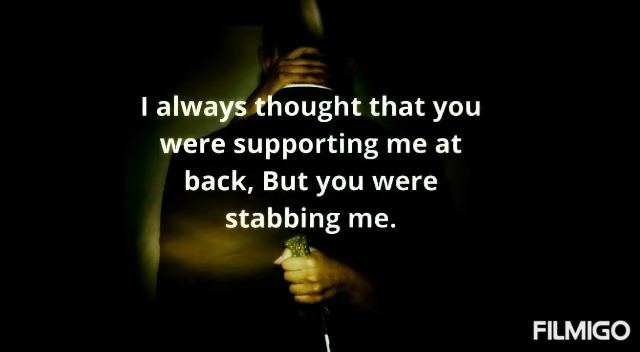 I always thought that you
were supporting me at
back, But you were
stabbing me.
FILMIGO